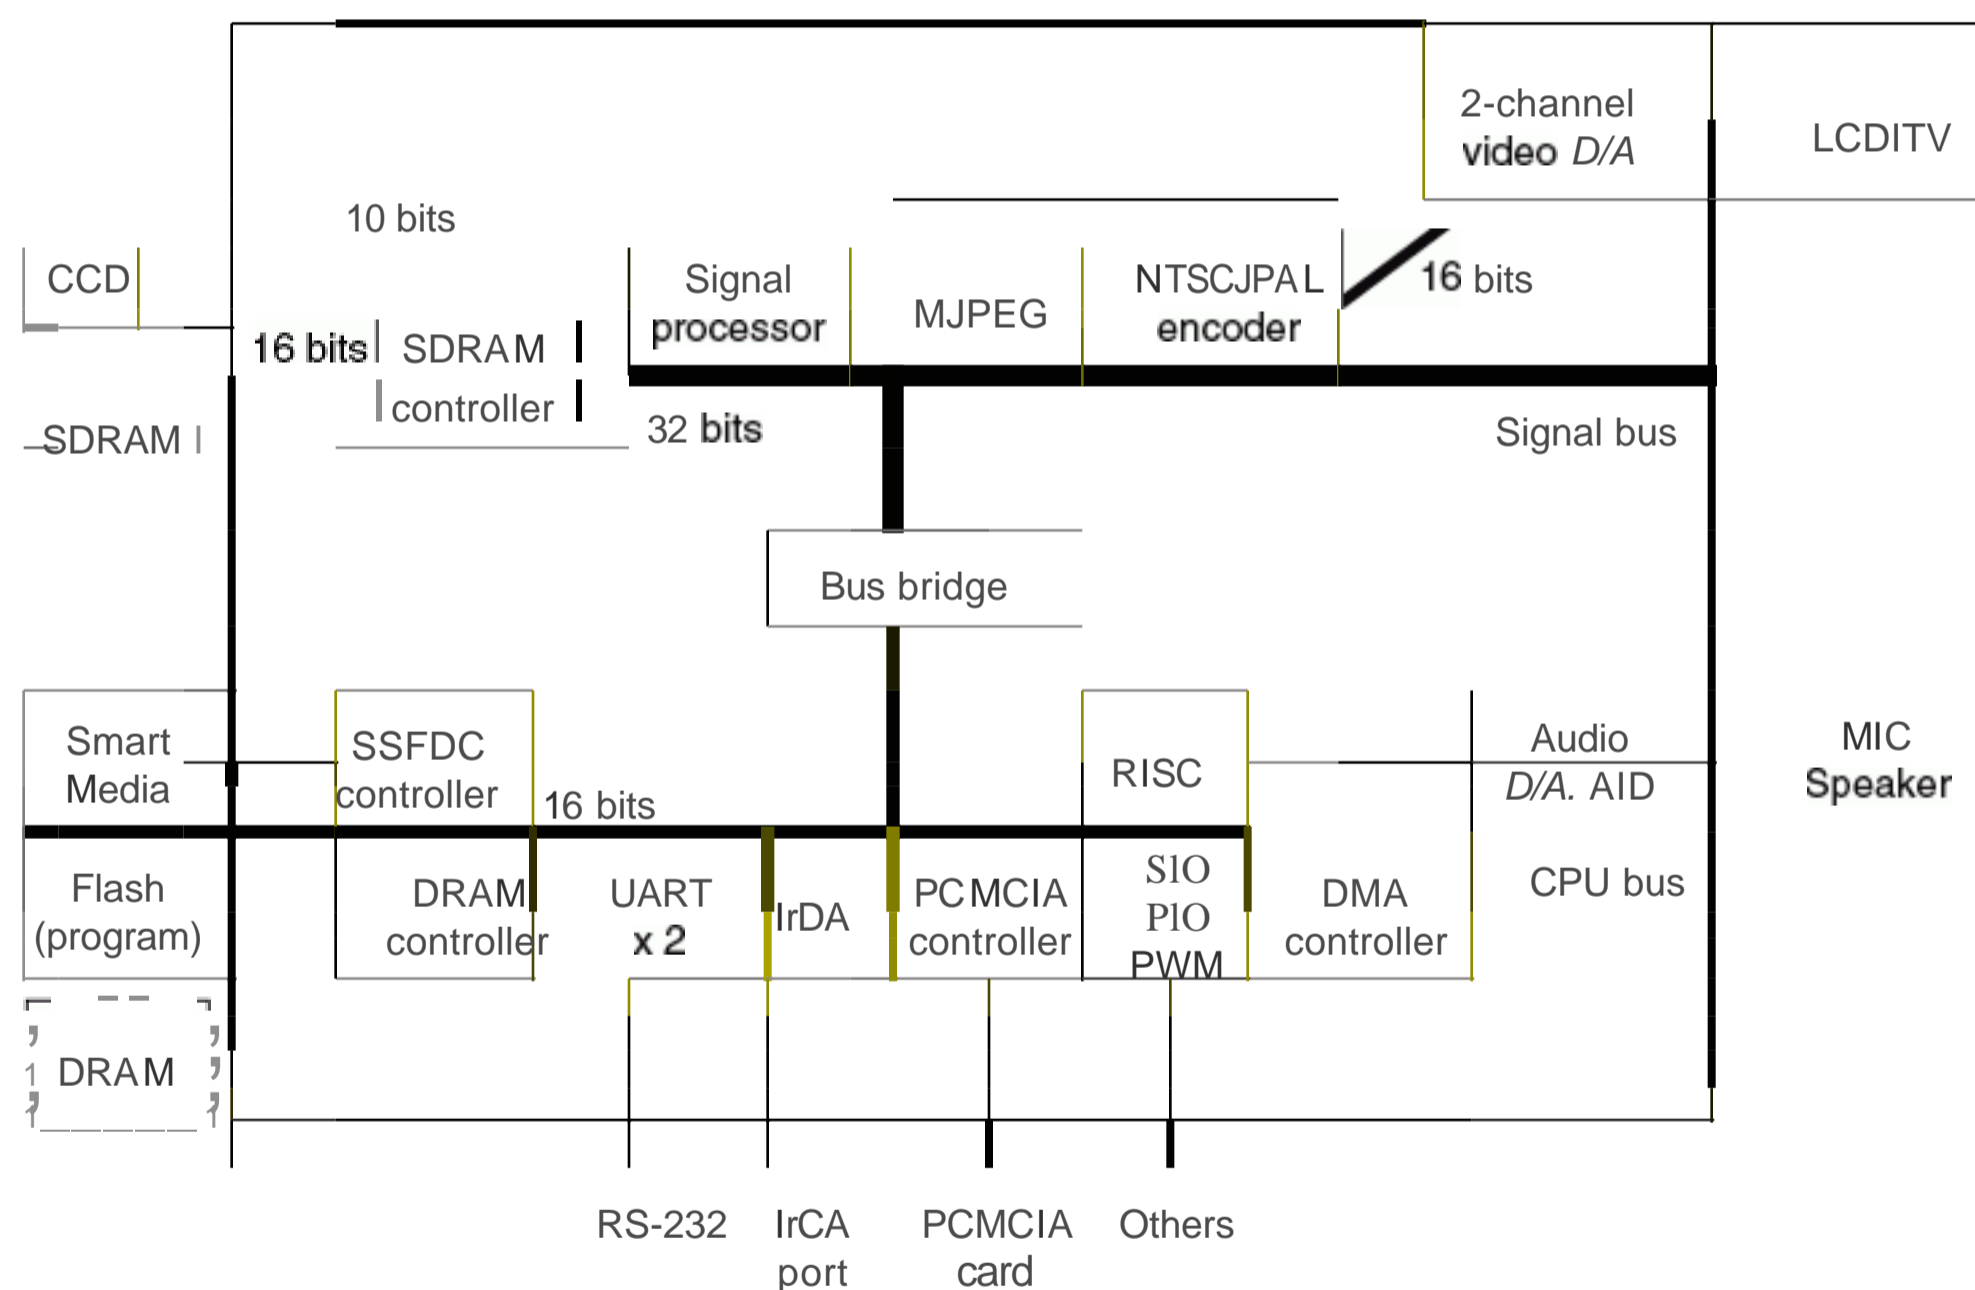 2-channel
video D/A
LCDITV
10 bits
CCD
Signal
processor
MJPEG
NTSCJPAL
encoder
16 bits
16 bits
SDRAM
controller
SDRAM
32 bits
Signal bus
Bus bridge
Smart
Media
SSFDC
controller
16 bits
RISC
Audio
D/A. AID
MIC
Speaker
Flash
(program)
DRAM
controller
UART
x 2
IrDA
PCMCIA
controller
SlO
PlO
PWM
DMA
controller
CPU bus
DRAM
RS-232
IrCA
port
PCMCIA
card
Others